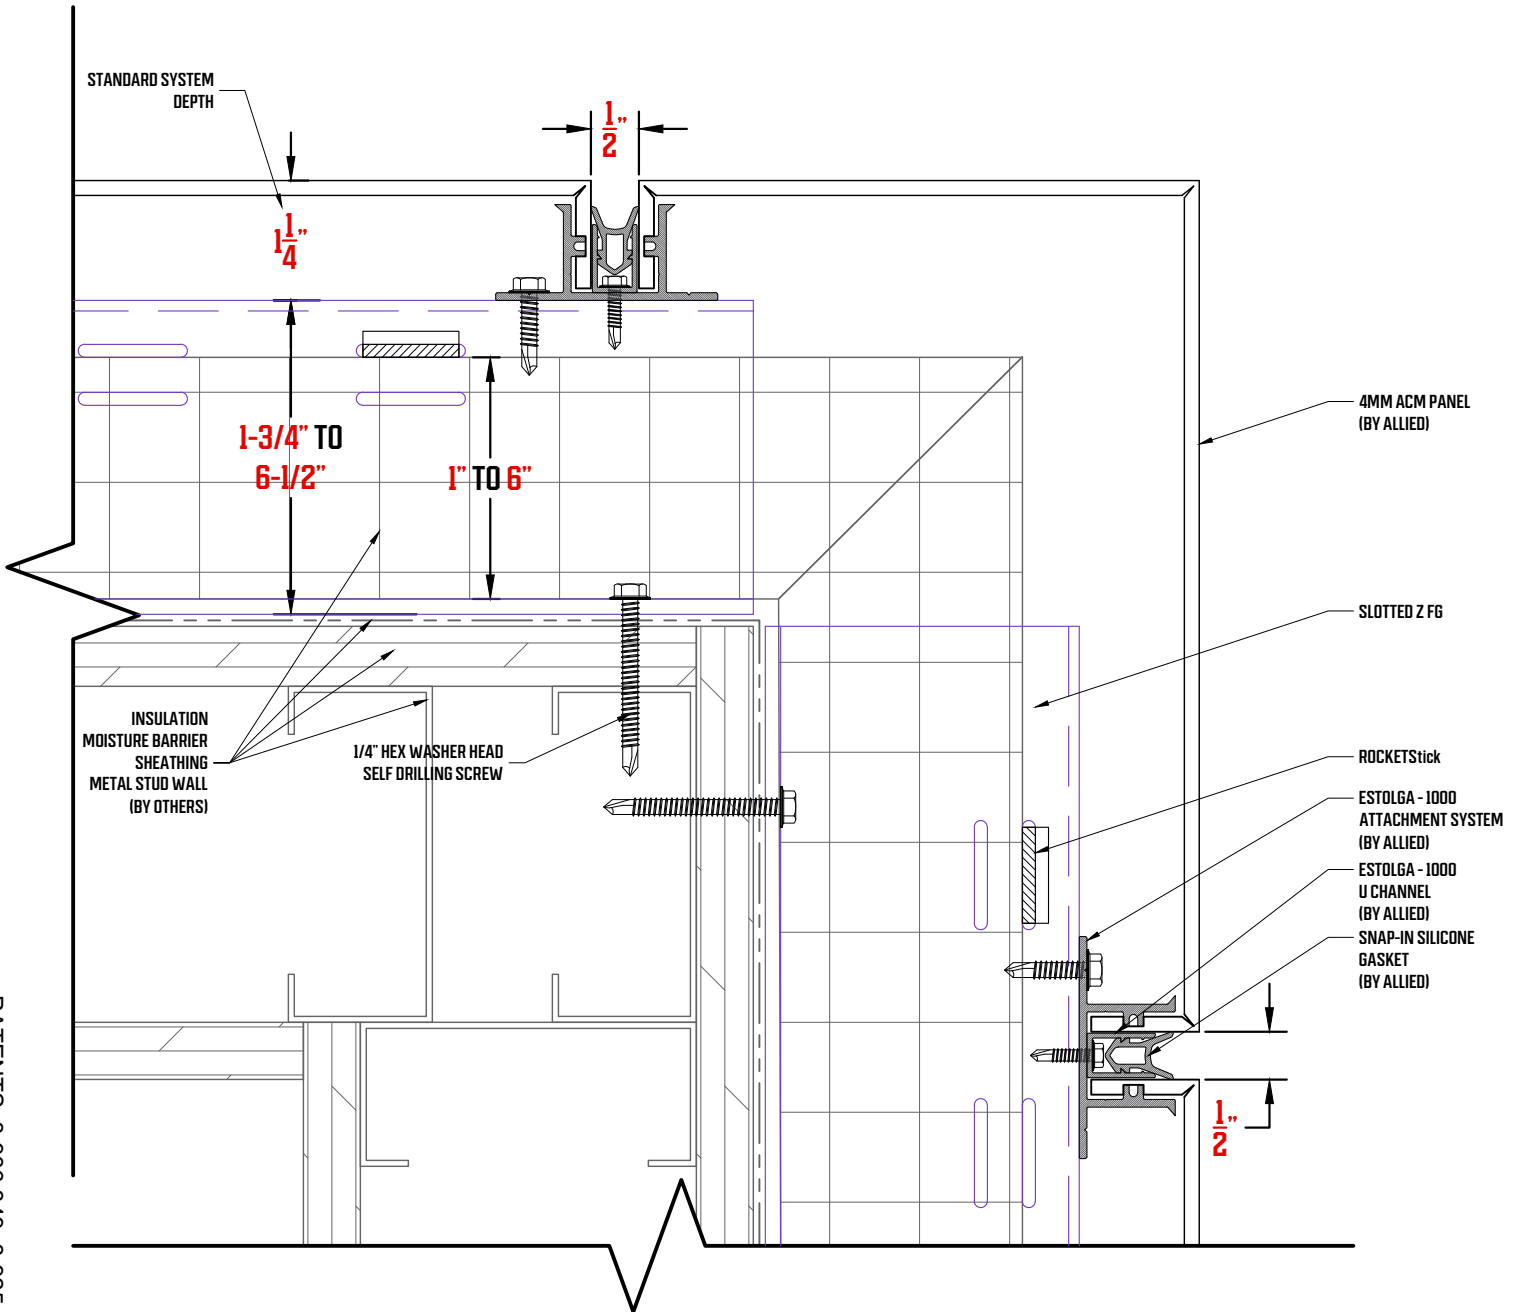 STANDARD SYSTEM
DEPTH
1/2"
1 1/4"
1-3/4" TO
6-1/2"
1" TO 6"
4MM ACM PANEL
(BY ALLIED)
SLOTTED Z FG
INSULATION
MOISTURE BARRIER
SHEATHING
METAL STUD WALL
(BY OTHERS)
1/4" HEX WASHER HEAD
SELF DRILLING SCREW
ROCKETStick
ESTOLGA - 1000
ATTACHMENT SYSTEM
(BY ALLIED)
ESTOLGA - 1000
U CHANNEL
(BY ALLIED)
SNAP-IN SILICONE
GASKET
(BY ALLIED)
1/2"